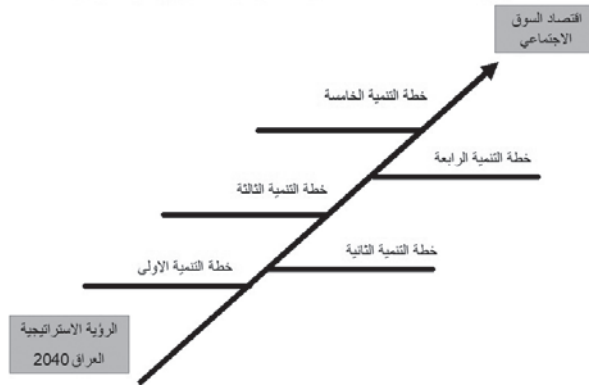 اقتصاد السوق
الاجتماعي
خطة التنمية الخامسة
خطة التنمية الرابعة
خطة التنمية الثالثة
خطة التنمية الثانية
خطة التنمية الاولى
الرؤية الاستراتيجية
العراق 2040